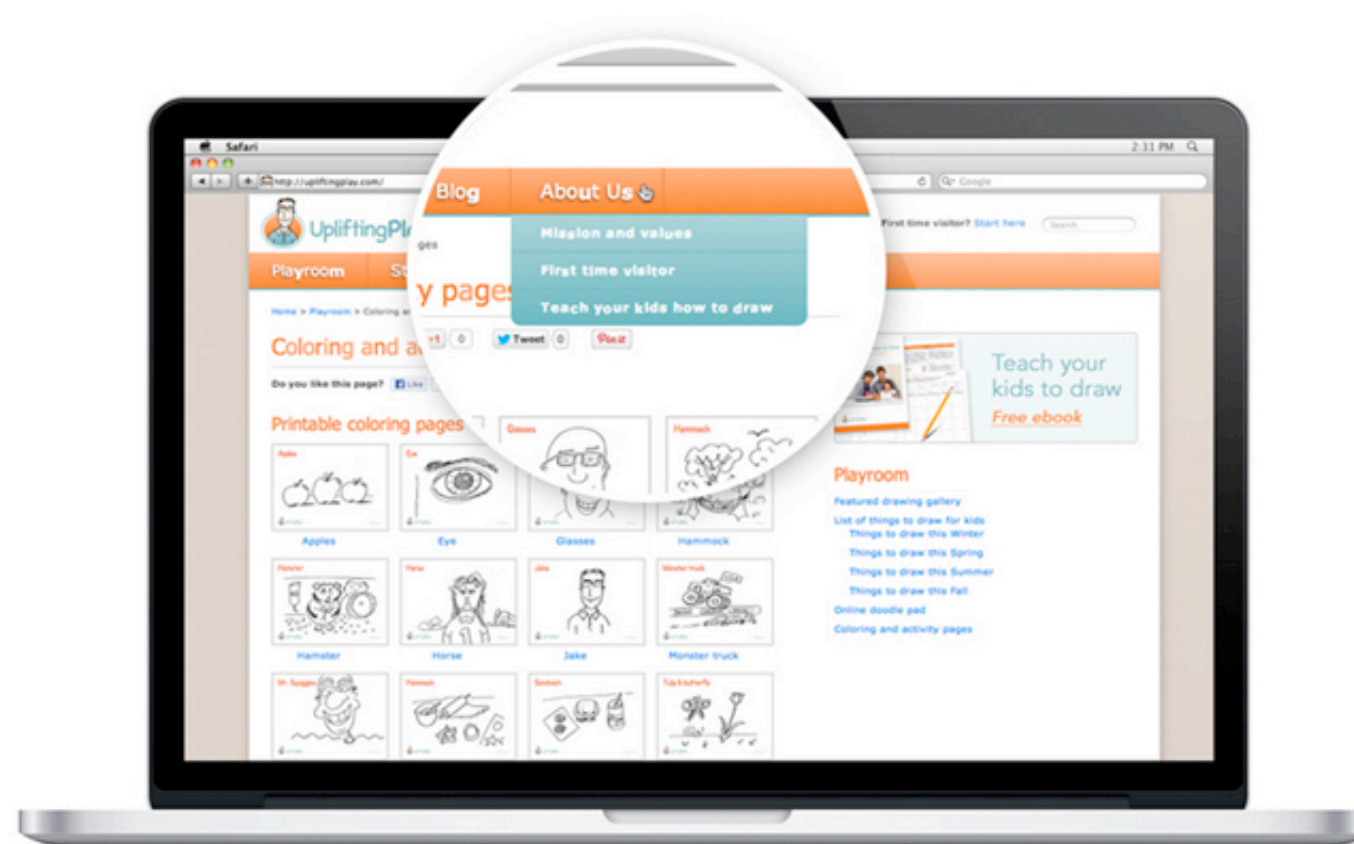 Safari
2:31 PM
http://upliftingplay.com/
Google
Blog
About Us
UpliftingPl
First time visitor? Start here
Search
Mission and values
ges
First time visitor
Playroom
St
y pages
Teach your kids how to draw
Home > Playroom > Coloring a
+1 0 Tweet 0 Pin it
Coloring and a
Do you like this page? Like
Teach your
kids to draw
Free ebook
Printable coloring pages
Apples
Eye
Glasses
Hammock
Playroom
Featured drawing gallery
List of things to draw for kids
Things to draw this Winter
Things to draw this Spring
Things to draw this Summer
Things to draw this Fall
Online doodle pad
Coloring and activity pages
Apples
Eye
Glasses
Hammock
Hamster
Horse
Jake
Monster truck
Hamster
Horse
Jake
Monster truck
Mr. Squiggles
Hammock
Sandwich
Tulip & butterfly